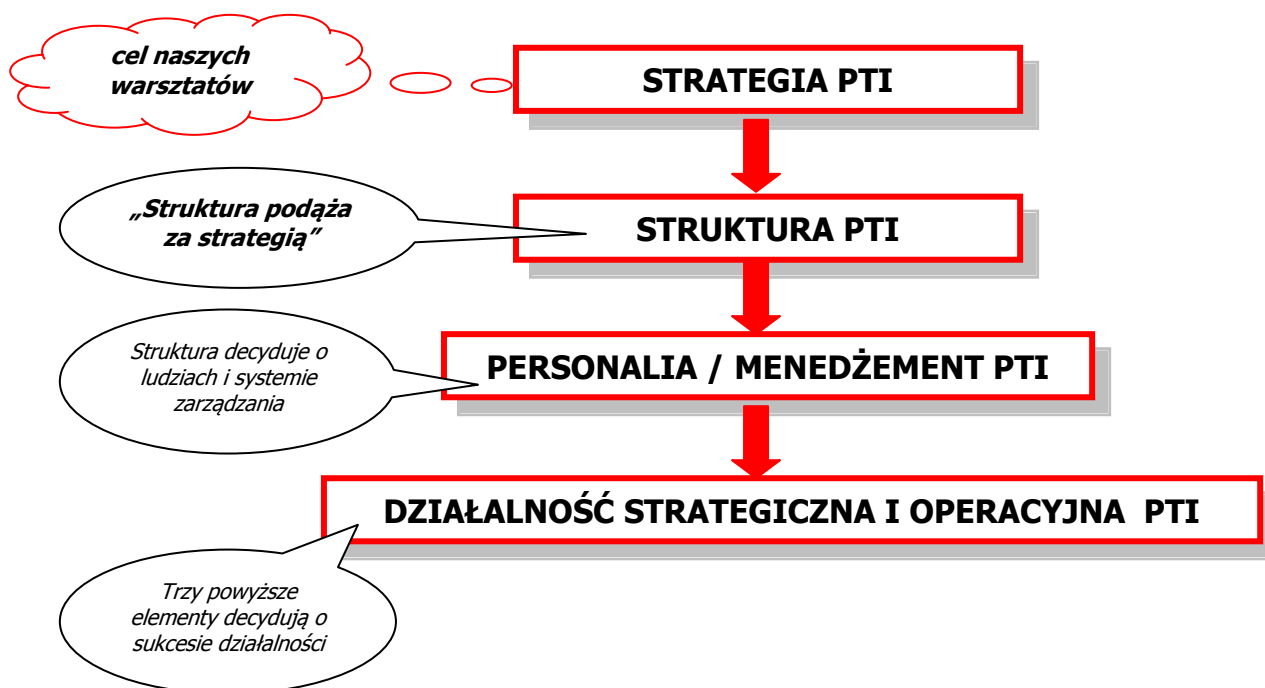 cel naszych
warsztatów
STRATEGIA PTI
„Struktura podąża
za strategią”
STRUKTURA PTI
Struktura decyduje o
ludziach i systemie
zarządzania
PERSONALIA / MENEDŻEMENT PTI
DZIAŁALNOŚĆ STRATEGICZNA I OPERACYJNA PTI
Trzy powyższe
elementy decydują o
sukcesie działalności